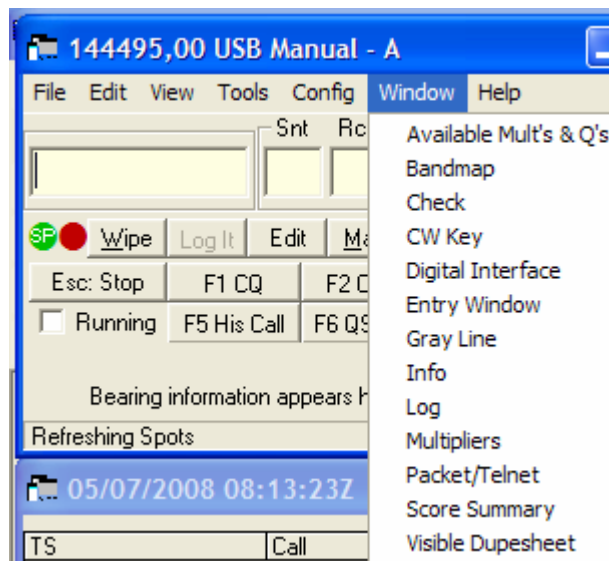 144495,00 USB Manual - A
File Edit View Tools Config Window Help
Snt
Available Mult's & Q's
Bandmap
Check
SP Wipe Log It Edit
CW Key
Digital Interface
Esc: Stop F1 CQ F2
Entry Window
Running F5 His Call F6
Gray Line
Info
Bearing information appears
Log
Refreshing Spots
Multipliers
Packet/Telnet
05/07/2008 08:13:23Z
Score Summary
TS Call
Visible Dupesheet